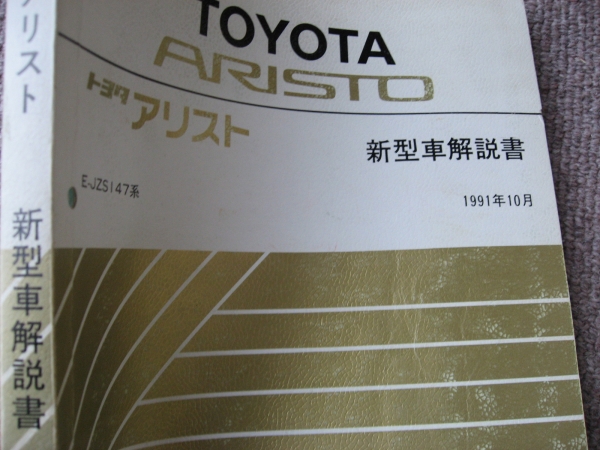 TOYOTA
ARISTO
トヨタ アリスト
新型車解説書
E-JZS147系
1991年10月
アリスト 新型車解説書